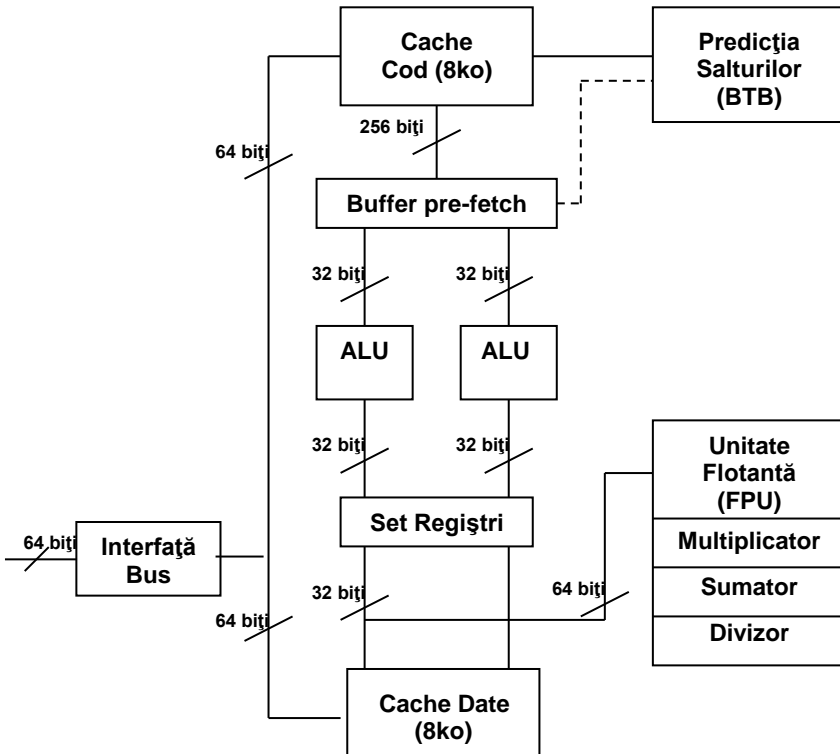 Cache
Cod (8ko)
Predicţia
Salturilor
(BTB)
256 biţi
64 biţi
Buffer pre-fetch
32 biţi
32 biţi
ALU
ALU
32 biţi
32 biţi
Unitate
Flotantă
(FPU)
Set Regiştri
Multiplicator
64 biţi
Interfaţă
Bus
Sumator
32 biţi
64 biţi
64 biţi
Divizor
Cache Date
(8ko)